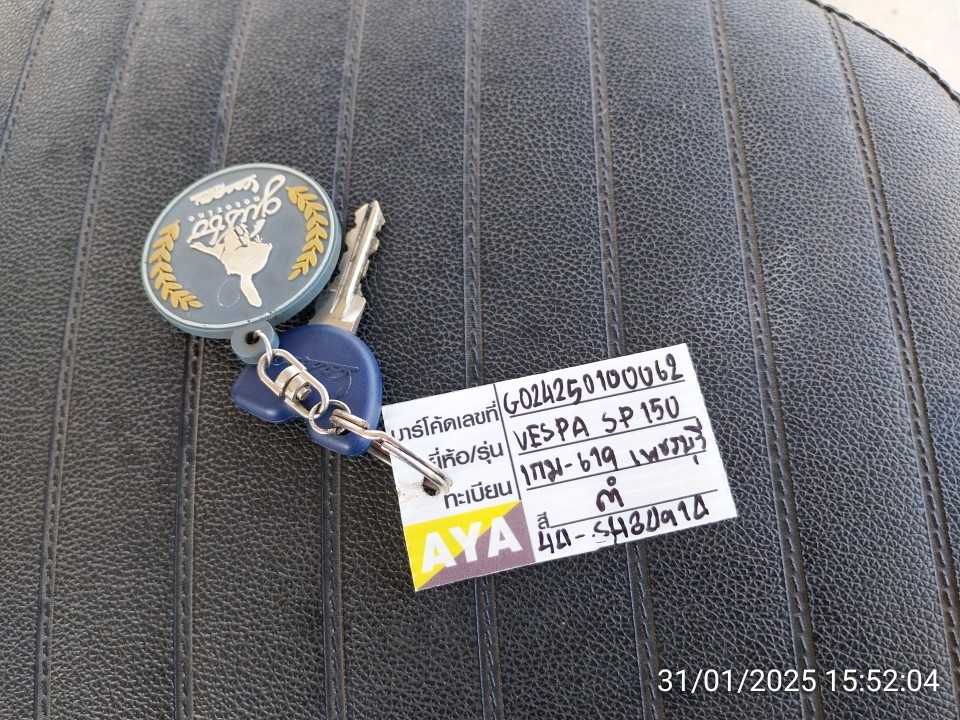 gusto
บาร์โค้ดเลขที่ G024250100062
ยี่ห้อ/รุ่น VESPA SP 150
ทะเบียน 1กม-619 เพชรบุรี
สี ดำ
AYA
31/01/2025 15:52:04